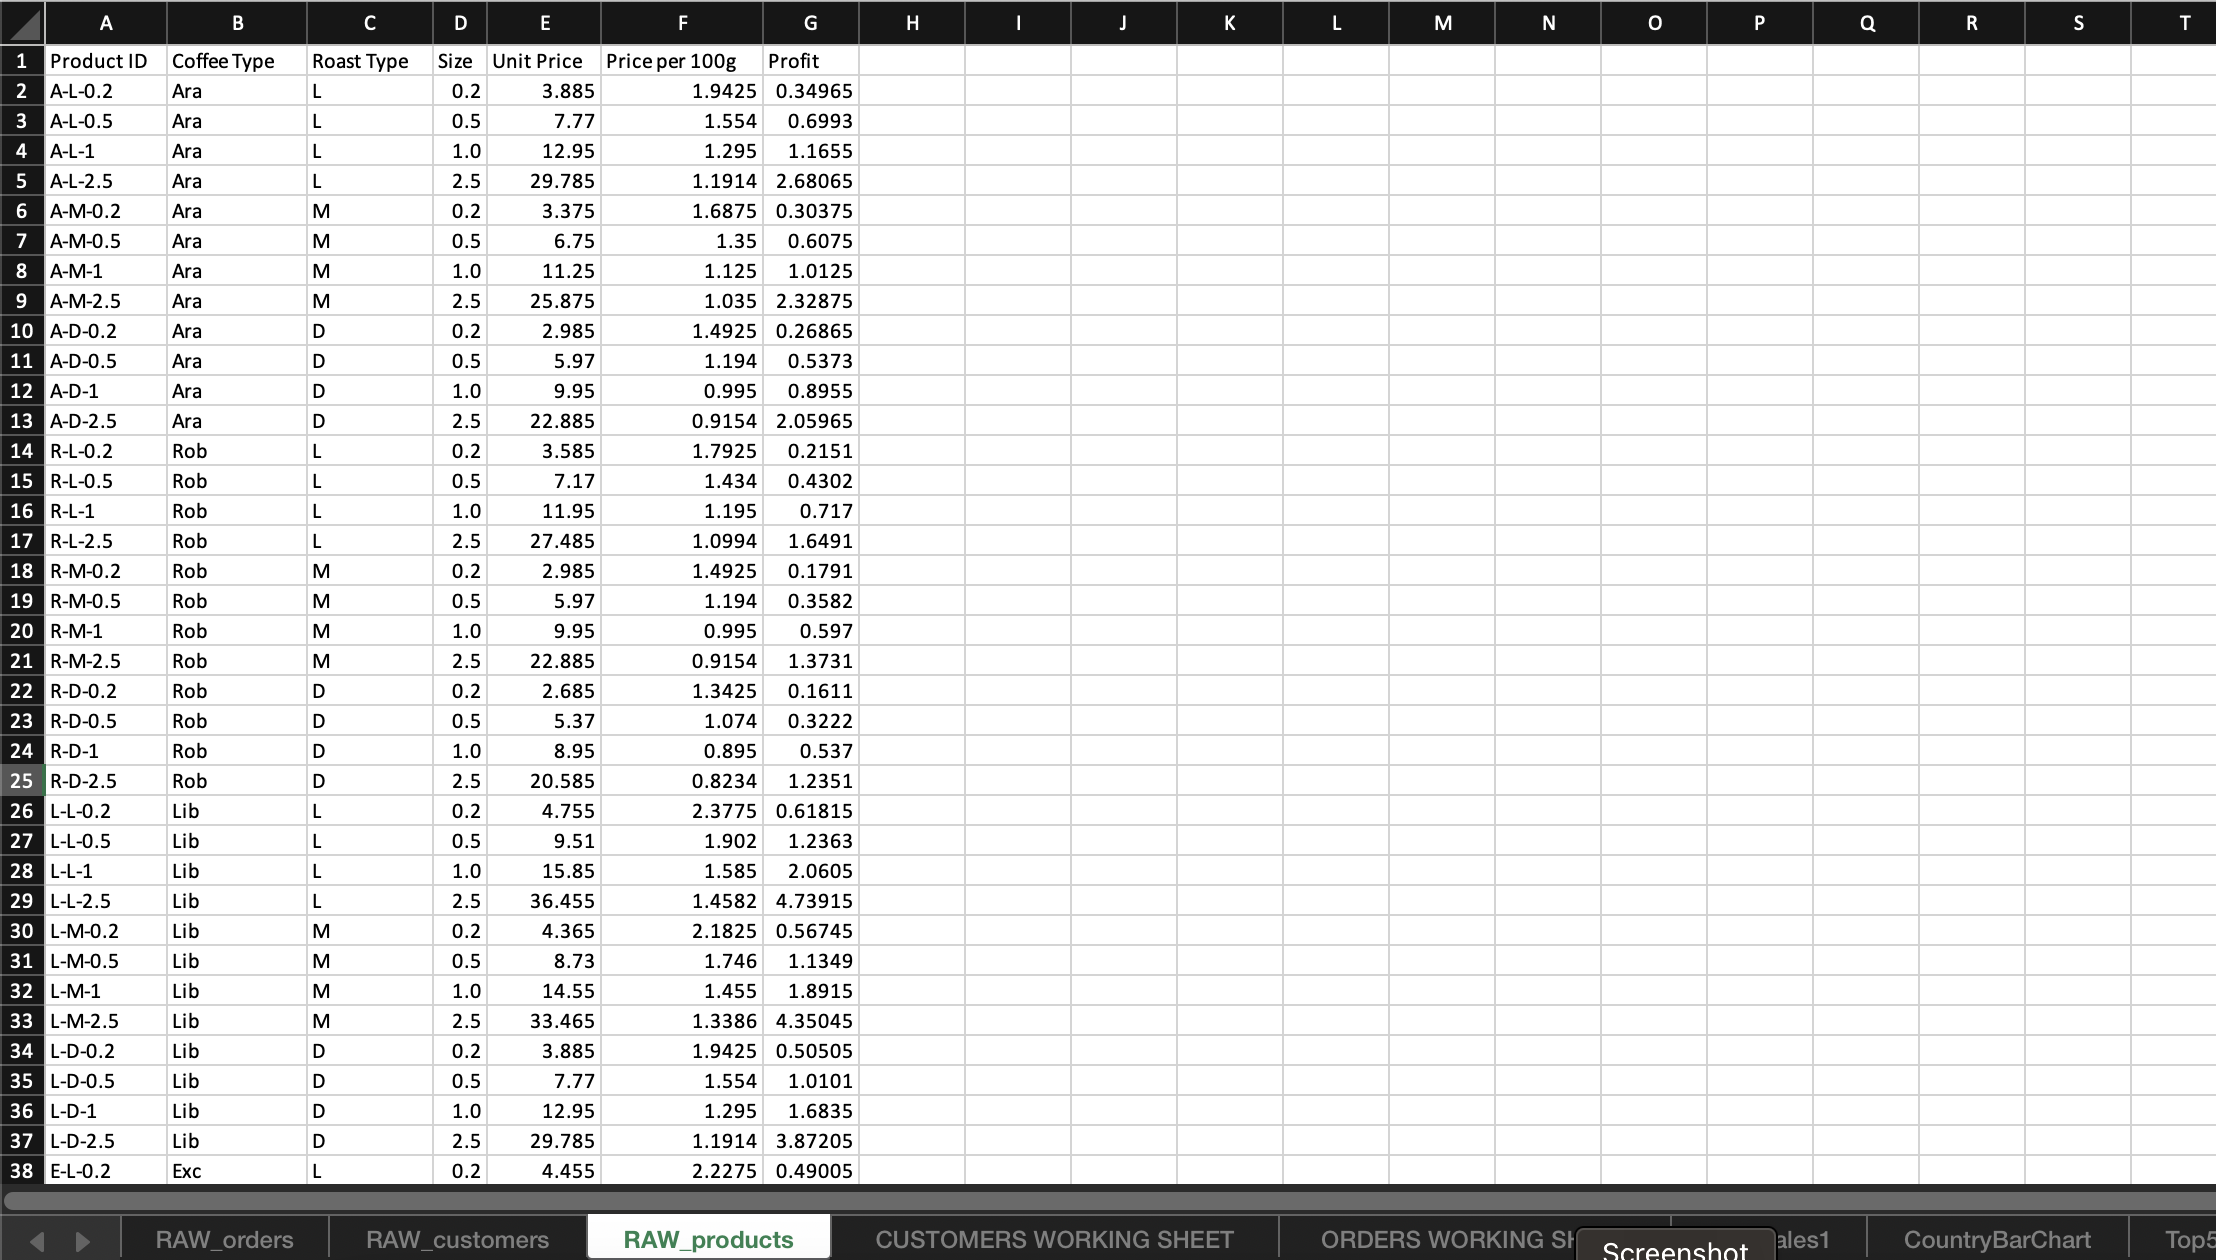 A B C D E F G H I J K L M N O P Q R S T
1 Product ID Coffee Type Roast Type Size Unit Price Price per 100g Profit
2 A-L-0.2 Ara L 0.2 3.885 1.9425 0.34965
3 A-L-0.5 Ara L 0.5 7.77 1.554 0.6993
4 A-L-1 Ara L 1.0 12.95 1.295 1.1655
5 A-L-2.5 Ara L 2.5 29.785 1.1914 2.68065
6 A-M-0.2 Ara M 0.2 3.375 1.6875 0.30375
7 A-M-0.5 Ara M 0.5 6.75 1.35 0.6075
8 A-M-1 Ara M 1.0 11.25 1.125 1.0125
9 A-M-2.5 Ara M 2.5 25.875 1.035 2.32875
10 A-D-0.2 Ara D 0.2 2.985 1.4925 0.26865
11 A-D-0.5 Ara D 0.5 5.97 1.194 0.5373
12 A-D-1 Ara D 1.0 9.95 0.995 0.8955
13 A-D-2.5 Ara D 2.5 22.885 0.9154 2.05965
14 R-L-0.2 Rob L 0.2 3.585 1.7925 0.2151
15 R-L-0.5 Rob L 0.5 7.17 1.434 0.4302
16 R-L-1 Rob L 1.0 11.95 1.195 0.717
17 R-L-2.5 Rob L 2.5 27.485 1.0994 1.6491
18 R-M-0.2 Rob M 0.2 2.985 1.4925 0.1791
19 R-M-0.5 Rob M 0.5 5.97 1.194 0.3582
20 R-M-1 Rob M 1.0 9.95 0.995 0.597
21 R-M-2.5 Rob M 2.5 22.885 0.9154 1.3731
22 R-D-0.2 Rob D 0.2 2.685 1.3425 0.1611
23 R-D-0.5 Rob D 0.5 5.37 1.074 0.3222
24 R-D-1 Rob D 1.0 8.95 0.895 0.537
25 R-D-2.5 Rob D 2.5 20.585 0.8234 1.2351
26 L-L-0.2 Lib L 0.2 4.755 2.3775 0.61815
27 L-L-0.5 Lib L 0.5 9.51 1.902 1.2363
28 L-L-1 Lib L 1.0 15.85 1.585 2.0605
29 L-L-2.5 Lib L 2.5 36.455 1.4582 4.73915
30 L-M-0.2 Lib M 0.2 4.365 2.1825 0.56745
31 L-M-0.5 Lib M 0.5 8.73 1.746 1.1349
32 L-M-1 Lib M 1.0 14.55 1.455 1.8915
33 L-M-2.5 Lib M 2.5 33.465 1.3386 4.35045
34 L-D-0.2 Lib D 0.2 3.885 1.9425 0.50505
35 L-D-0.5 Lib D 0.5 7.77 1.554 1.0101
36 L-D-1 Lib D 1.0 12.95 1.295 1.6835
37 L-D-2.5 Lib D 2.5 29.785 1.1914 3.87205
38 E-L-0.2 Exc L 0.2 4.455 2.2275 0.49005
RAW_orders RAW_customers RAW_products CUSTOMERS WORKING SHEET ORDERS WORKING SH ales1 CountryBarChart Top5
Screenshot